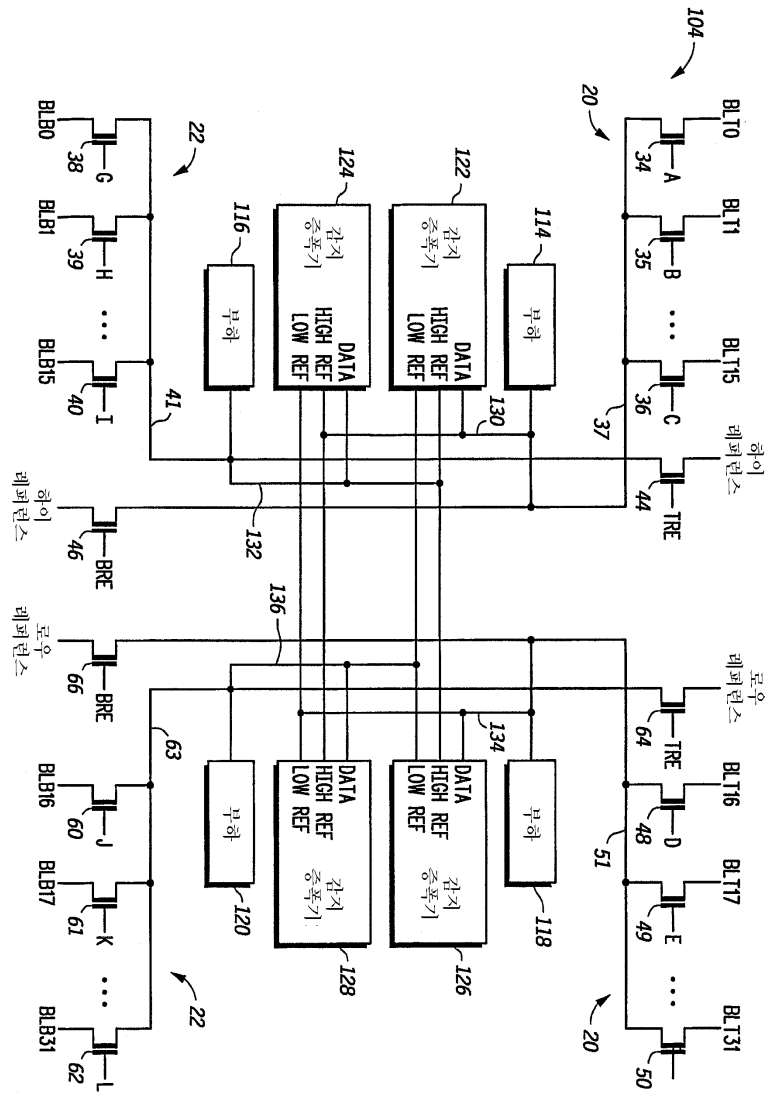 BLT0 BLT1 BLT15 하이 레퍼런스 로우 레퍼런스 BLT16 BLT17 BLT31
104
A B ... C TRE TRE D E ...
34 35 36 44 64 48 49 50
20 37 51 20
114 부하 부하 118
130 134
122 감지 증폭기 DATA HIGH REF LOW REF
DATA HIGH REF LOW REF 감지 증폭기 126
124 감지 증폭기 DATA HIGH REF LOW REF
DATA HIGH REF LOW REF 감지 증폭기 128
116 부하 132 136 부하 120
22 41 63 22
G H ... I BRE BRE J K ... L
38 39 40 46 66 60 61 62
BLB0 BLB1 BLB15 하이 레퍼런스 로우 레퍼런스 BLB16 BLB17 BLB31